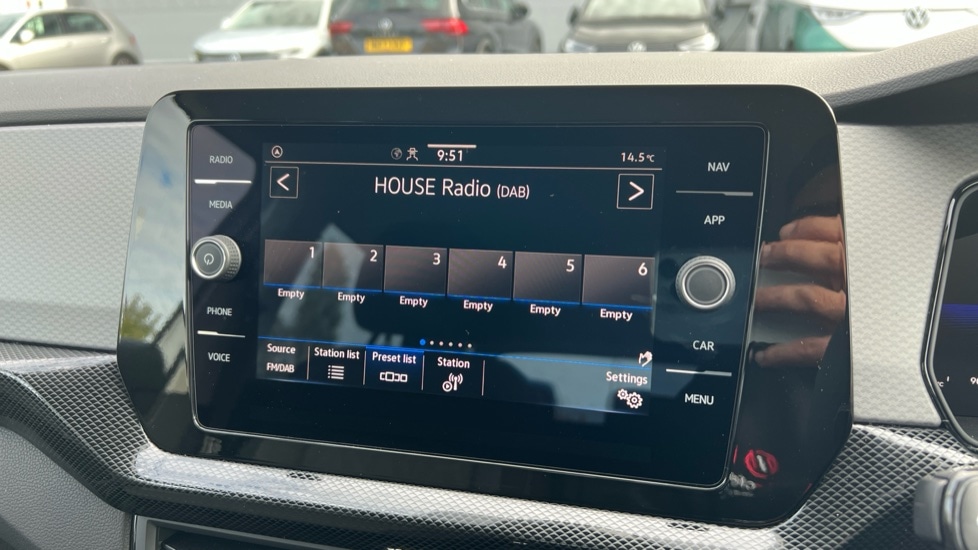 RADIO
MEDIA
PHONE
VOICE
9:51
14.5°C
<
HOUSE Radio (DAB)
>
1 2 3 4 5 6
Empty Empty Empty Empty Empty Empty
Source
FM/DAB
Station list
Preset list
Station
Settings
NAV
APP
CAR
MENU